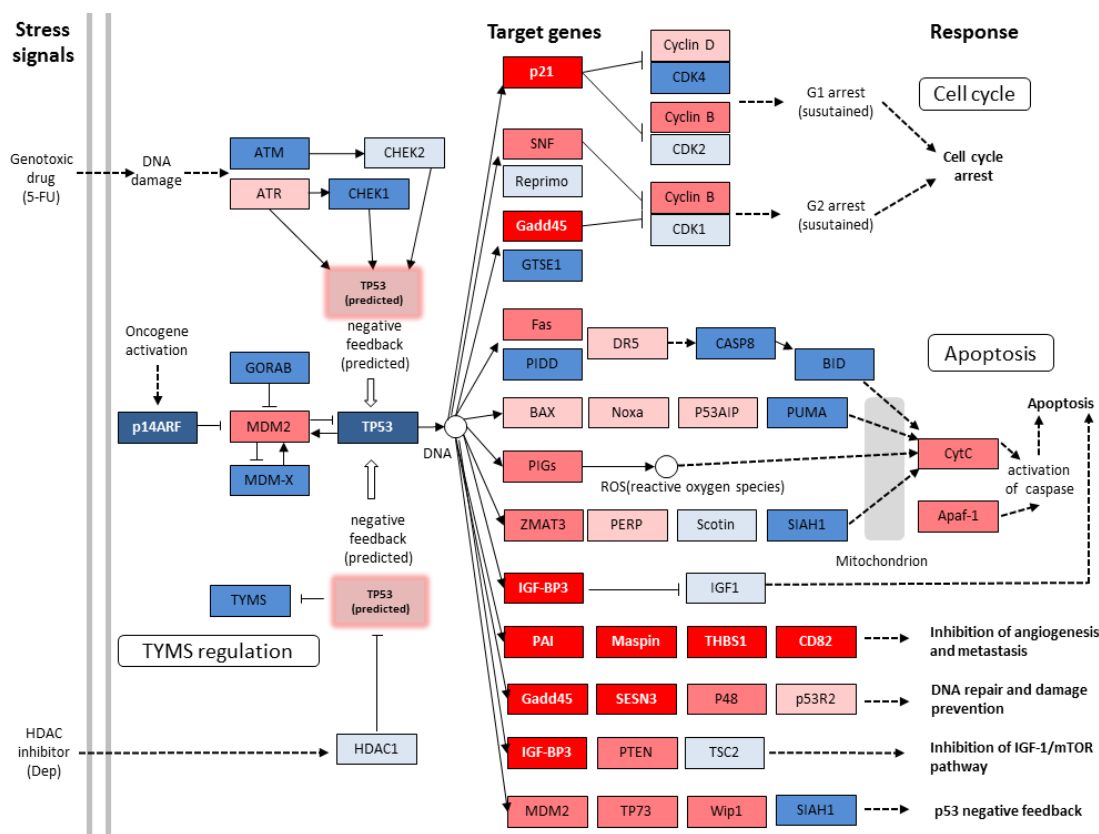 Stress
signals
Target genes
Response
p21
Cyclin D
CDK4
Cyclin B
CDK2
G1 arrest
(susutained)
Cell cycle
Genotoxic
drug
(5-FU)
DNA
damage
ATM
CHEK2
ATR
CHEK1
SNF
Reprimo
Gadd45
GTSE1
Cyclin B
CDK1
G2 arrest
(susutained)
Cell cycle
arrest
TP53
(predicted)
negative
feedback
(predicted)
Oncogene
activation
GORAB
p14ARF
MDM2
TP53
MDM-X
DNA
Fas
PIDD
DR5
CASP8
BID
Apoptosis
BAX
Noxa
P53AIP
PUMA
Apoptosis
PIGs
ROS(reactive oxygen species)
CytC
activation
of caspase
Apaf-1
ZMAT3
PERP
Scotin
SIAH1
Mitochondrion
negative
feedback
(predicted)
TYMS
TP53
(predicted)
TYMS regulation
IGF-BP3
IGF1
PAI
Maspin
THBS1
CD82
Inhibition of angiogenesis
and metastasis
Gadd45
SESN3
P48
p53R2
DNA repair and damage
prevention
HDAC
inhibitor
(Dep)
HDAC1
IGF-BP3
PTEN
TSC2
Inhibition of IGF-1/mTOR
pathway
MDM2
TP73
Wip1
SIAH1
p53 negative feedback